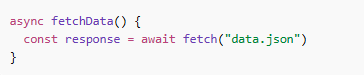 async fetchData() {
  const response = await fetch("data.json")
}